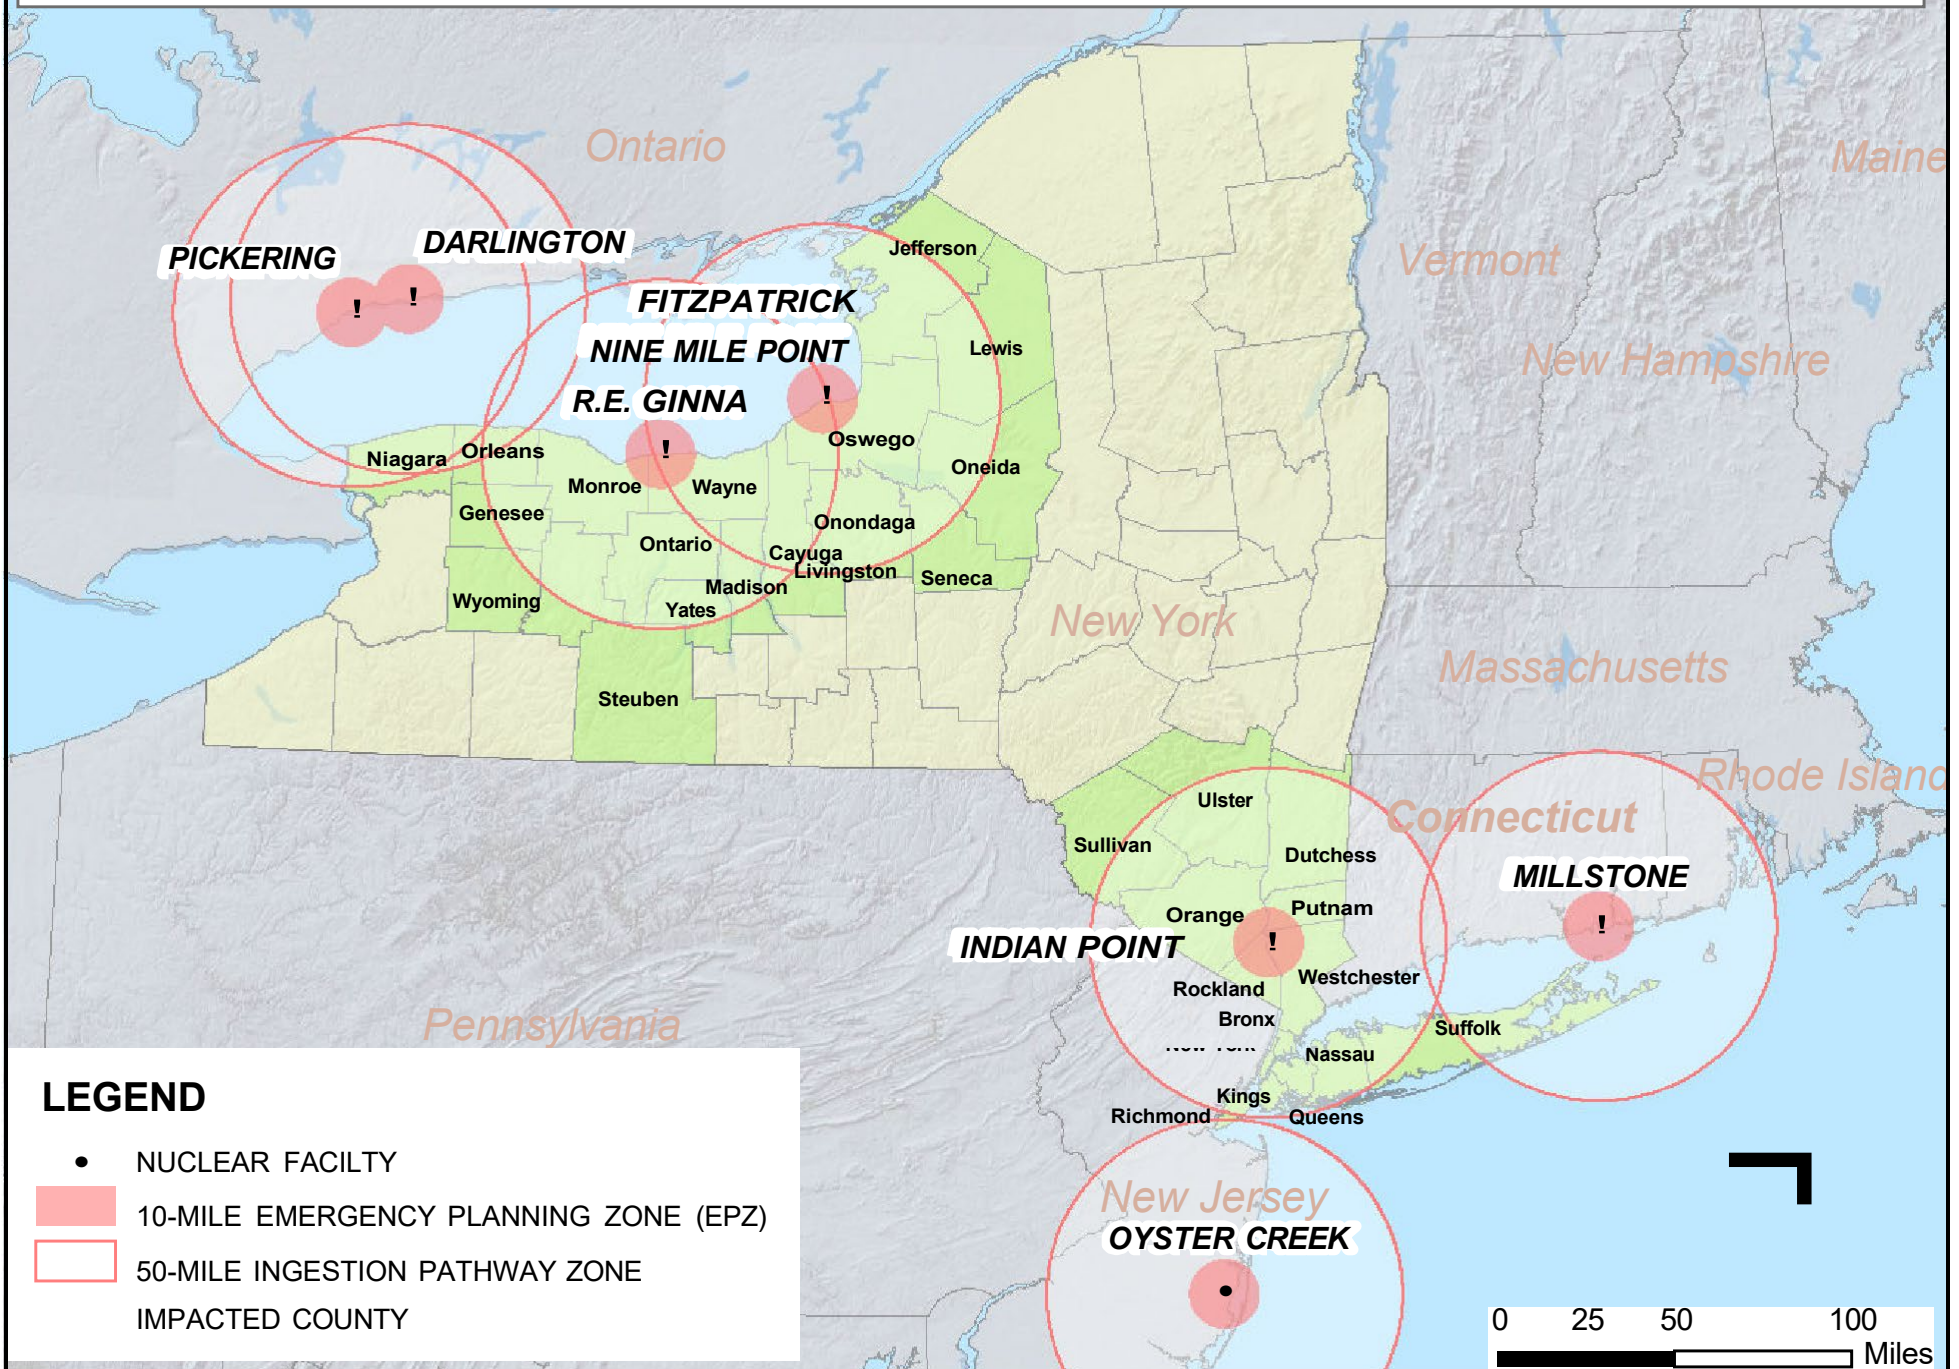 Ontario
Maine
PICKERING
DARLINGTON
Jefferson
Vermont
FITZPATRICK
NINE MILE POINT
Lewis
New Hampshire
R.E. GINNA
Oswego
Niagara
Orleans
Oneida
Monroe
Wayne
Genesee
Onondaga
Ontario
Cayuga
Livingston
Seneca
Madison
Wyoming
Yates
New York
Massachusetts
Steuben
Rhode Island
Ulster
Connecticut
Sullivan
Dutchess
MILLSTONE
Orange
Putnam
INDIAN POINT
Westchester
Rockland
Bronx
Pennsylvania
Suffolk
Nassau
Kings
Richmond
Queens
New Jersey
OYSTER CREEK
LEGEND
NUCLEAR FACILTY
10-MILE EMERGENCY PLANNING ZONE (EPZ)
50-MILE INGESTION PATHWAY ZONE
IMPACTED COUNTY
0 25 50 100
Miles
! ! ! ! ! !